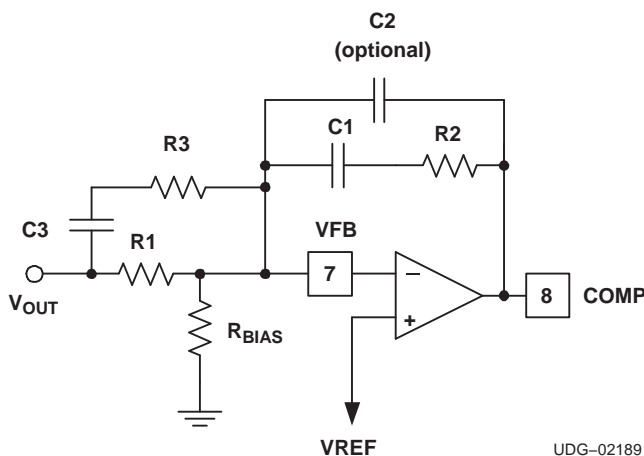 C2
(optional)
C1
R2
R3
C3
R1
VFB
7
−
+
8
COMP
VOUT
RBIAS
VREF
UDG–02189